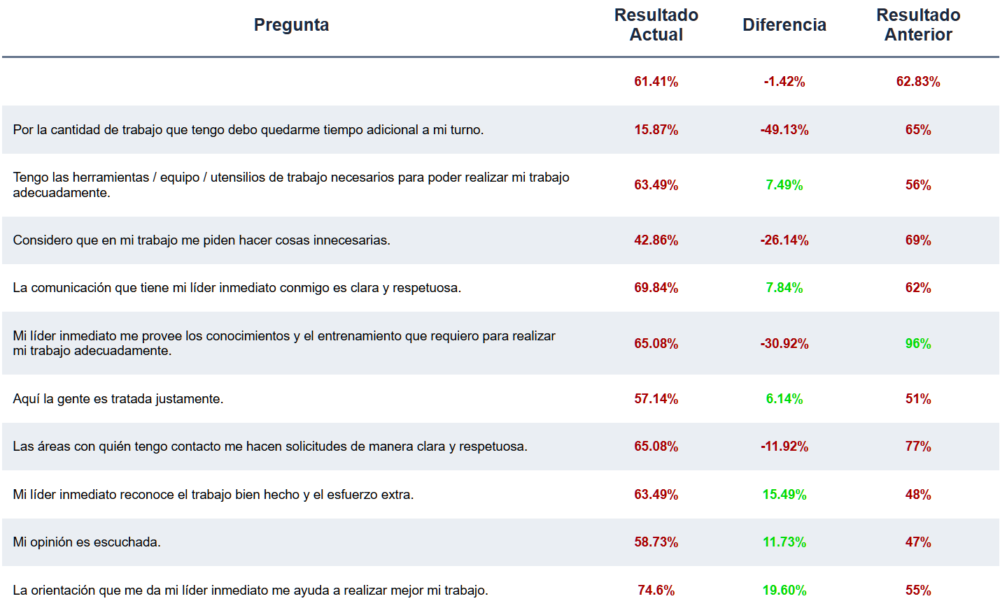 Pregunta
Resultado
Actual
Diferencia
Resultado
Anterior
61.41% -1.42% 62.83%
Por la cantidad de trabajo que tengo debo quedarme tiempo adicional a mi turno. 15.87% -49.13% 65%
Tengo las herramientas / equipo / utensilios de trabajo necesarios para poder realizar mi trabajo
adecuadamente.
63.49% 7.49% 56%
Considero que en mi trabajo me piden hacer cosas innecesarias. 42.86% -26.14% 69%
La comunicación que tiene mi líder inmediato conmigo es clara y respetuosa. 69.84% 7.84% 62%
Mi líder inmediato me provee los conocimientos y el entrenamiento que requiero para realizar
mi trabajo adecuadamente.
65.08% -30.92% 96%
Aquí la gente es tratada justamente. 57.14% 6.14% 51%
Las áreas con quién tengo contacto me hacen solicitudes de manera clara y respetuosa. 65.08% -11.92% 77%
Mi líder inmediato reconoce el trabajo bien hecho y el esfuerzo extra. 63.49% 15.49% 48%
Mi opinión es escuchada. 58.73% 11.73% 47%
La orientación que me da mi líder inmediato me ayuda a realizar mejor mi trabajo. 74.6% 19.60% 55%